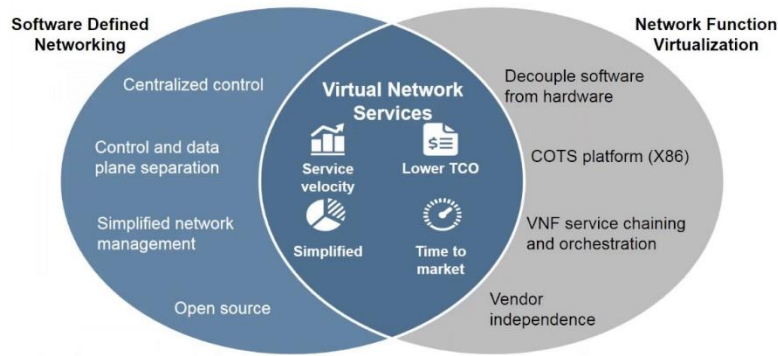 Software Defined
Networking
Network Function
Virtualization
Centralized control
Control and data
plane separation
Simplified network
management
Open source
Virtual Network
Services
Service
velocity
Lower TCO
Simplified
Time to
market
Decouple software
from hardware
COTS platform (X86)
VNF service chaining
and orchestration
Vendor
independence